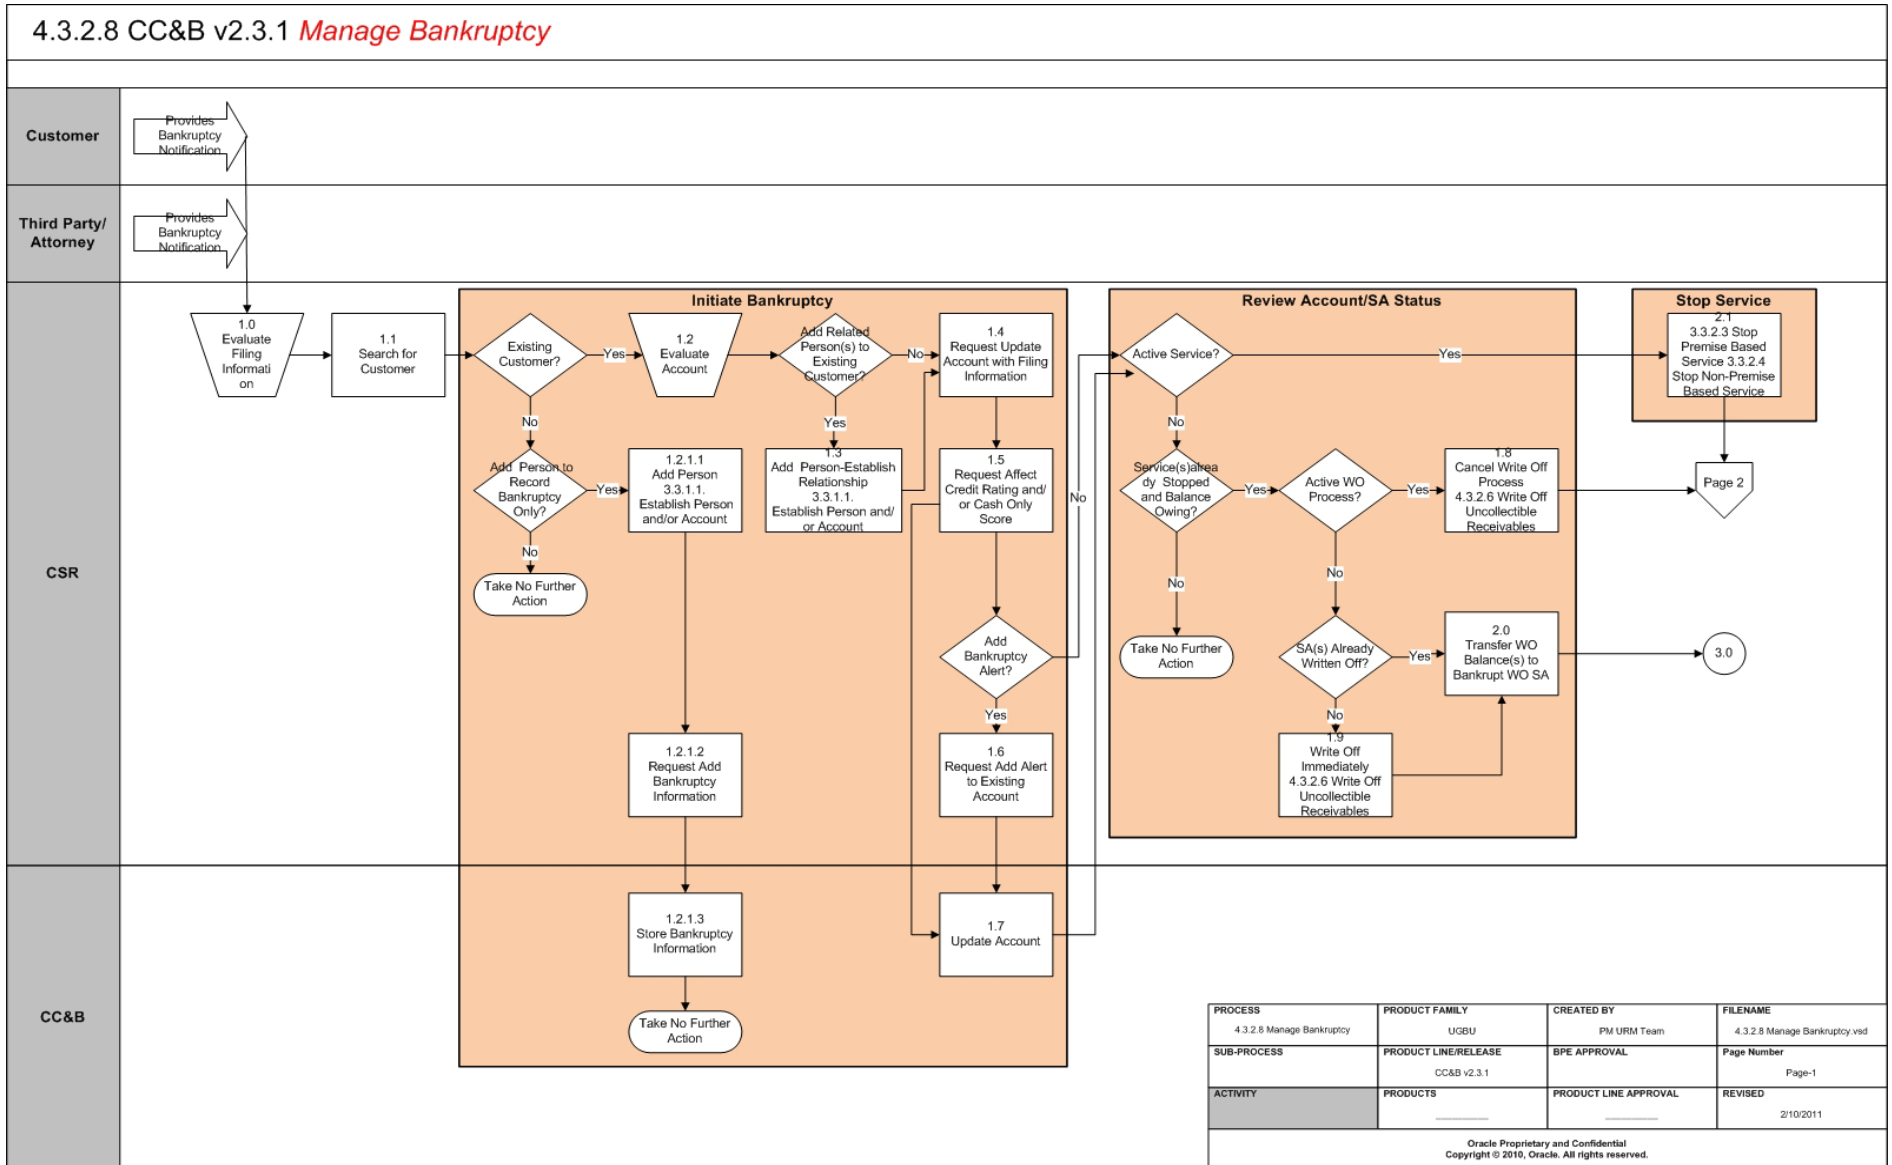 4.3.2.8 CC&B v2.3.1 Manage Bankruptcy
Customer
Provides
Bankruptcy
Notification
Third Party/
Attorney
Provides
Bankruptcy
Notification
CSR
1.0
Evaluate
Filing
Informati
on
1.1
Search for
Customer
Initiate Bankruptcy
Existing
Customer?
Yes
No
1.2
Evaluate
Account
Add Related
Person(s) to
Existing
Customer?
No
Yes
1.4
Request Update
Account with Filing
Information
Add Person to
Record
Bankruptcy
Only?
Yes
No
1.2.1.1
Add Person
3.3.1.1.
Establish Person
and/or Account
1.3
Add Person-Establish
Relationship
3.3.1.1.
Establish Person and/
or Account
1.5
Request Affect
Credit Rating and/
or Cash Only
Score
Take No Further
Action
Add
Bankruptcy
Alert?
No
Yes
1.2.1.2
Request Add
Bankruptcy
Information
1.6
Request Add Alert
to Existing
Account
Review Account/SA Status
Active Service?
Yes
No
Service(s)alrea
dy Stopped
and Balance
Owing?
Yes
No
Active WO
Process?
Yes
No
1.8
Cancel Write Off
Process
4.3.2.6 Write Off
Uncollectible
Receivables
Take No Further
Action
SA(s) Already
Written Off?
Yes
No
2.0
Transfer WO
Balance(s) to
Bankrupt WO SA
1.9
Write Off
Immediately
4.3.2.6 Write Off
Uncollectible
Receivables
Stop Service
2.1
3.3.2.3 Stop
Premise Based
Service 3.3.2.4
Stop Non-Premise
Based Service
Page 2
3.0
CC&B
1.2.1.3
Store Bankruptcy
Information
1.7
Update Account
Take No Further
Action
PROCESS
4.3.2.8 Manage Bankruptcy
PRODUCT FAMILY
UGBU
CREATED BY
PM URM Team
FILENAME
4.3.2.8 Manage Bankruptcy.vsd
SUB-PROCESS
PRODUCT LINE/RELEASE
CC&B v2.3.1
BPE APPROVAL
Page Number
Page-1
ACTIVITY
PRODUCTS
PRODUCT LINE APPROVAL
REVISED
2/10/2011
Oracle Proprietary and Confidential
Copyright © 2010, Oracle. All rights reserved.